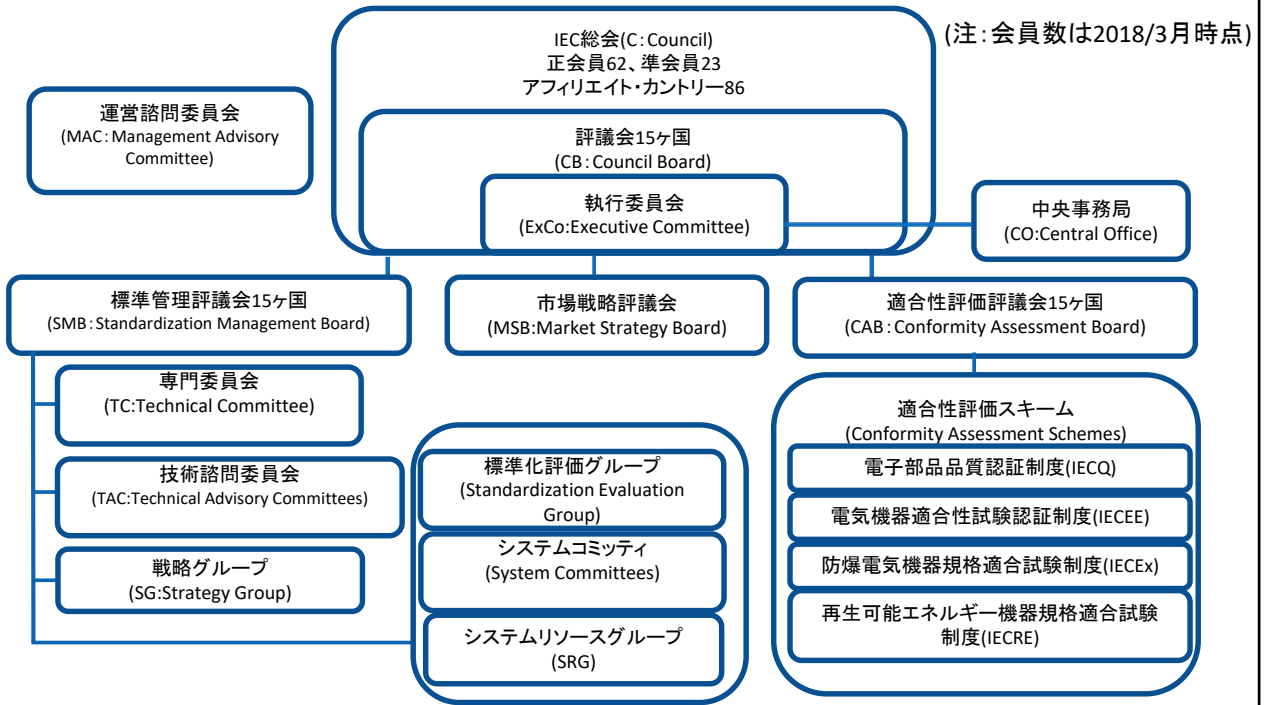 (注:会員数は2018/3月時点)
IEC総会(C:Council)
正会員62、準会員23
アフィリエイト・カントリー86
運営諮問委員会
(MAC:Management Advisory
Committee)
評議会15ヶ国
(CB:Council Board)
執行委員会
(ExCo:Executive Committee)
中央事務局
(CO:Central Office)
標準管理評議会15ヶ国
(SMB:Standardization Management Board)
市場戦略評議会
(MSB:Market Strategy Board)
適合性評価評議会15ヶ国
(CAB:Conformity Assessment Board)
専門委員会
(TC:Technical Committee)
技術諮問委員会
(TAC:Technical Advisory Committees)
戦略グループ
(SG:Strategy Group)
標準化評価グループ
(Standardization Evaluation
Group)
システムコミッティ
(System Committees)
システムリソースグループ
(SRG)
適合性評価スキーム
(Conformity Assessment Schemes)
電子部品品質認証制度(IECQ)
電気機器適合性試験認証制度(IECEE)
防爆電気機器規格適合試験制度(IECEx)
再生可能エネルギー機器規格適合試験
制度(IECRE)